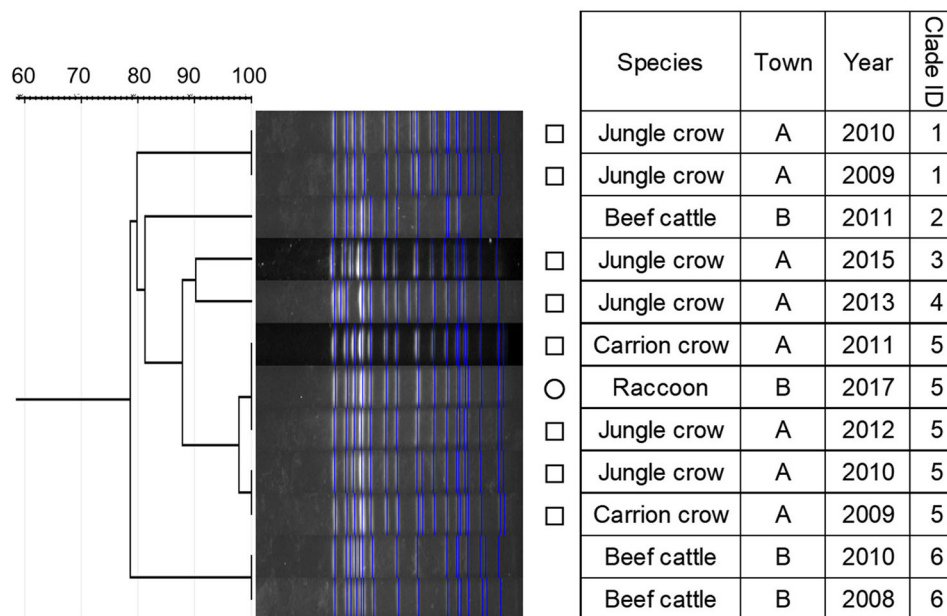 60 80 90 100
Species Town Year Clade ID
Jungle crow A 2010 1
Jungle crow A 2009 1
Beef cattle B 2011 2
Jungle crow A 2015 3
Jungle crow A 2013 4
Carrion crow A 2011 5
Raccoon B 2017 5
Jungle crow A 2012 5
Jungle crow A 2010 5
Carrion crow A 2009 5
Beef cattle B 2010 6
Beef cattle B 2008 6